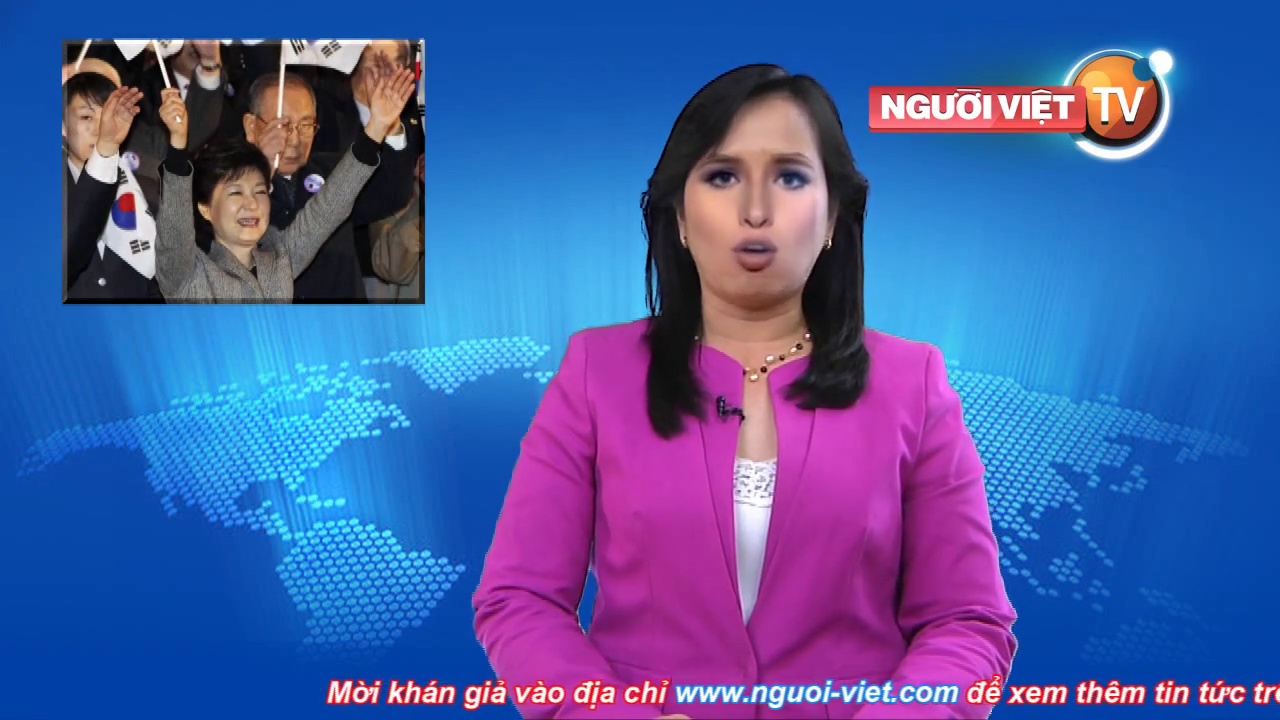 NGƯỜI VIỆT TV
Mời khán giả vào địa chỉ www.nguoi-viet.com để xem thêm tin tức